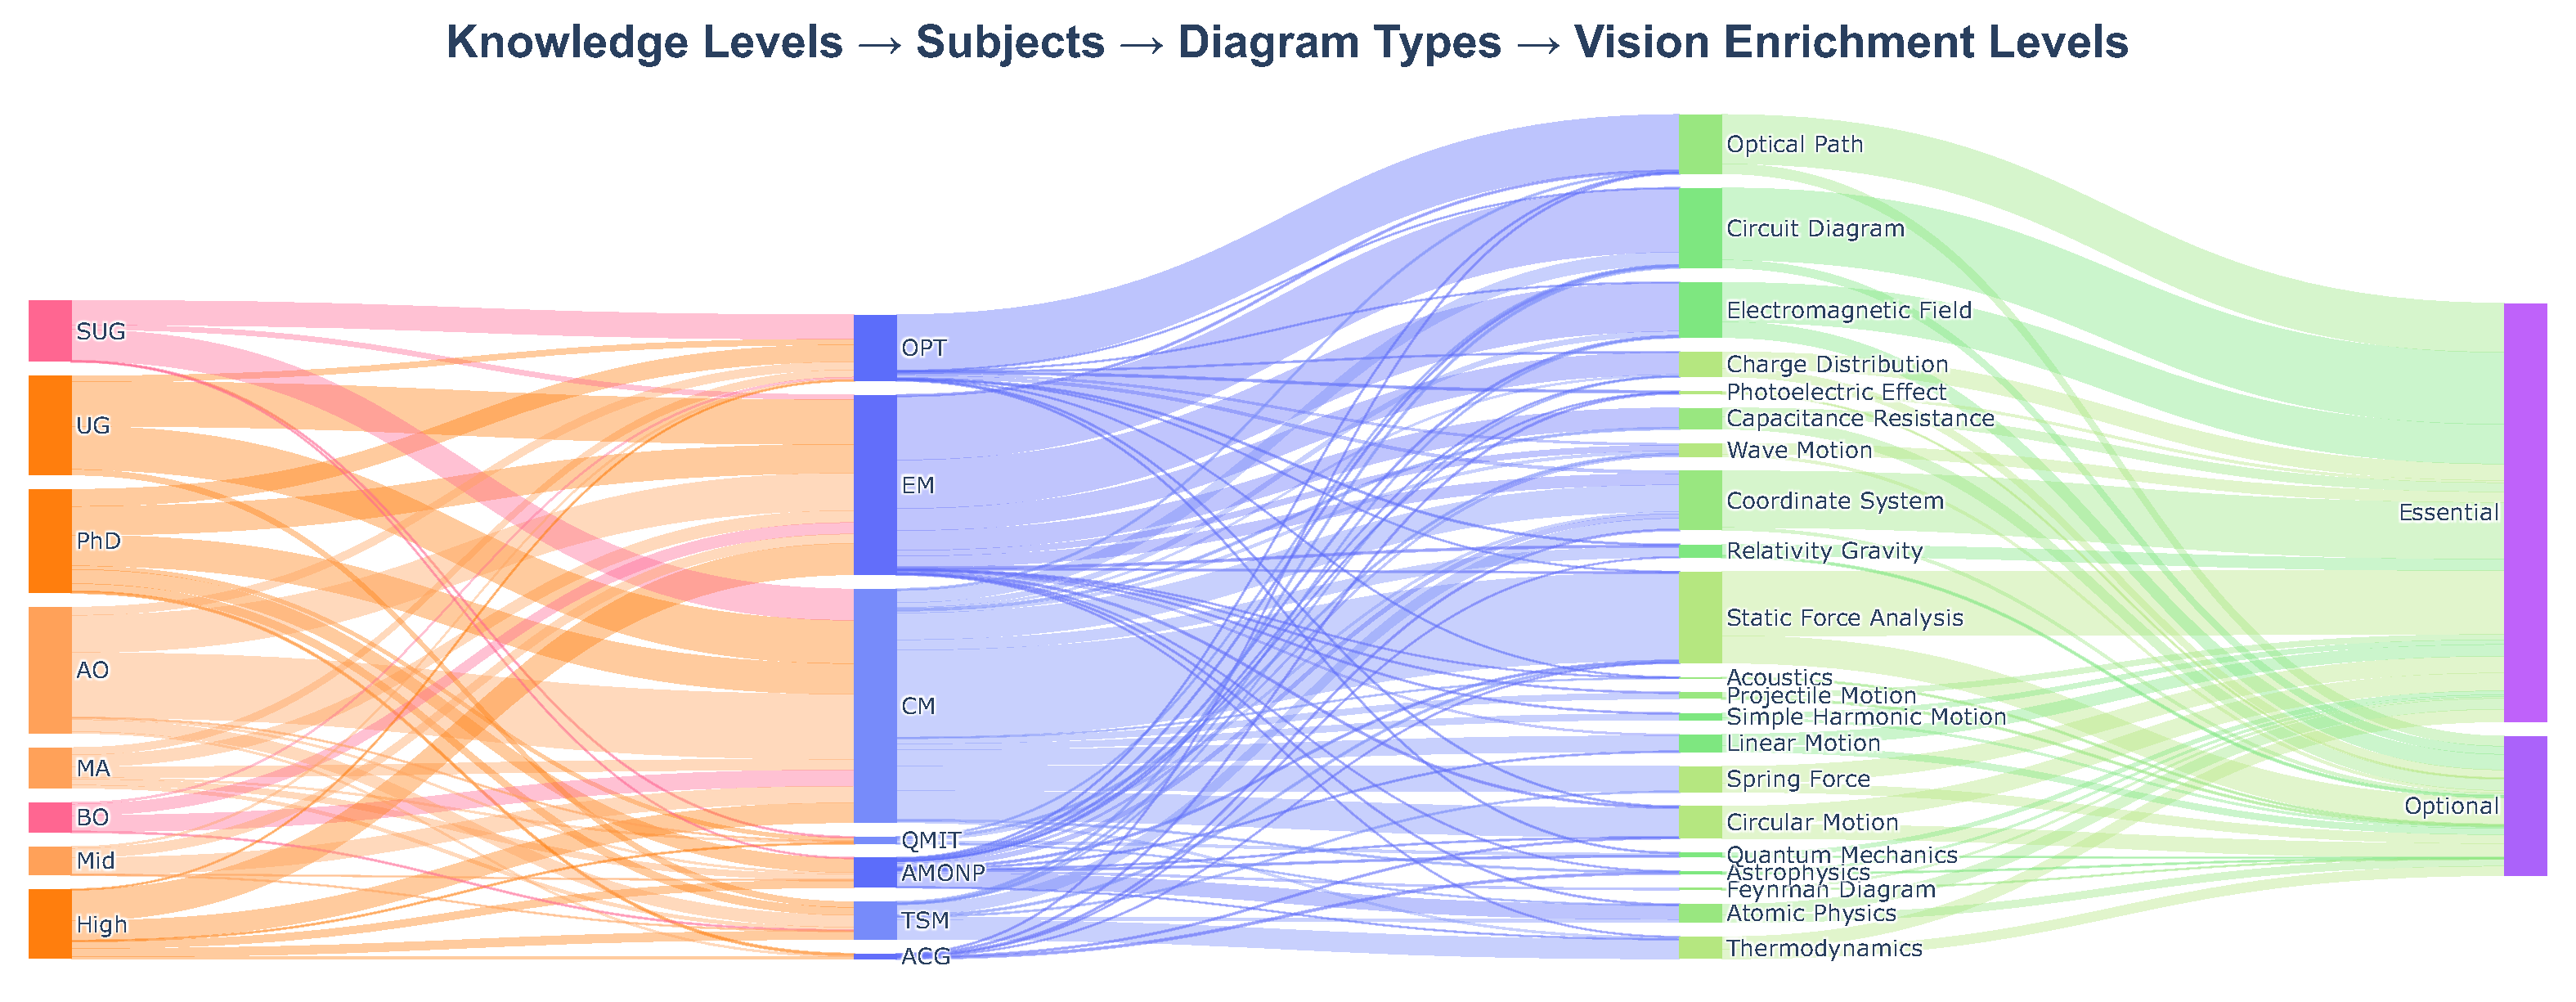 Knowledge Levels → Subjects → Diagram Types → Vision Enrichment Levels
SUG
UG
PhD
AO
MA
BO
Mid
High
OPT
EM
CM
QMIT
AMONP
TSM
ACG
Optical Path
Circuit Diagram
Electromagnetic Field
Charge Distribution
Photoelectric Effect
Capacitance Resistance
Wave Motion
Coordinate System
Relativity Gravity
Static Force Analysis
Acoustics
Projectile Motion
Simple Harmonic Motion
Linear Motion
Spring Force
Circular Motion
Quantum Mechanics
Astrophysics
Feynman Diagram
Atomic Physics
Thermodynamics
Essential
Optional